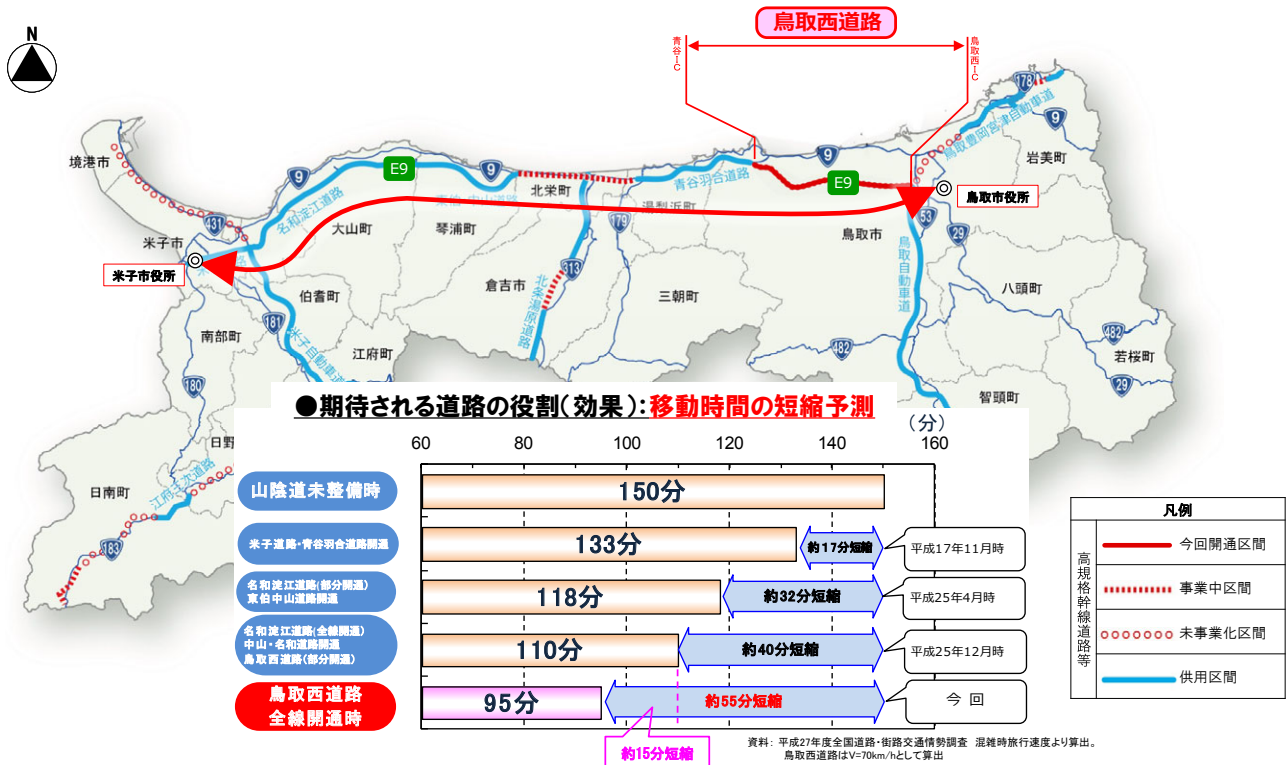 鳥取西道路
N
青谷IC
鳥取西IC
178
9
鳥取豊岡宮津自動車道
岩美町
境港市
9
E9
9
北栄町
青谷羽合道路
9
E9
鳥取市役所
名和淀江道路
東伯・中山道路
湯梨浜町
431
米子市
大山町
琴浦町
179
鳥取市
53
29
米子市役所
倉吉市
313
三朝町
鳥取自動車道
八頭町
伯耆町
北条湯原道路
482
南部町
181
米子自動車道
江府町
482
若桜町
180
29
智頭町
●期待される道路の役割(効果):移動時間の短縮予測
(分)
60 80 100 120 140 160
日野
日南町
江府三次道路
183
山陰道未整備時
150分
米子道路・青谷羽合道路開通
133分
約17分短縮
平成17年11月時
名和淀江道路(部分開通)
東伯中山道路開通
118分
約32分短縮
平成25年4月時
名和淀江道路(全線開通)
中山・名和道路開通
鳥取西道路(部分開通)
110分
約40分短縮
平成25年12月時
鳥取西道路
全線開通時
95分
約55分短縮
今 回
約15分短縮
資料: 平成27年度全国道路・街路交通情勢調査 混雑時旅行速度より算出。
鳥取西道路はV=70km/hとして算出
凡例
高規格幹線道路等
今回開通区間
事業中区間
未事業化区間
供用区間